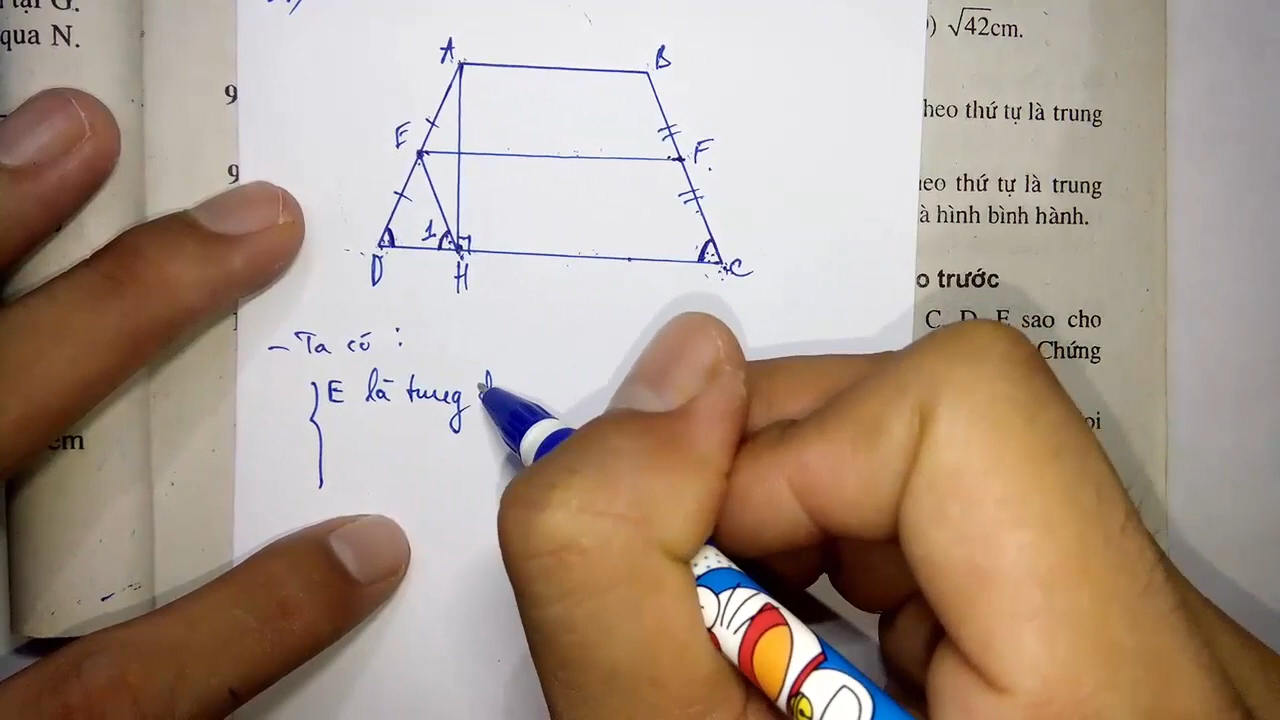 tại G.
qua N.
9
9
em
A
B
E
F
1
D
H
C
- Ta có :
E là trung
) √42cm.
heo thứ tự là trung
eo thứ tự là trung
à hình bình hành.
o trước
C, D, E sao cho
Chứng